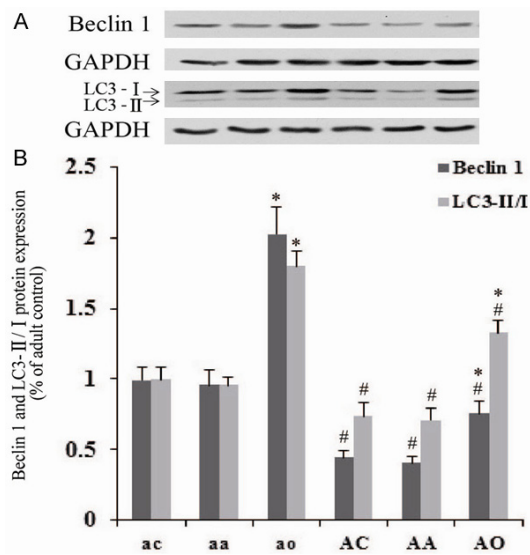 A
Beclin 1
GAPDH
LC3 - I
LC3 - II
GAPDH
B
Beclin 1 and LC3-II/ I protein expression
(% of adult control)
2.5
2
1.5
1
0.5
0
Beclin 1
LC3-II/I
* *
# #
# #
* # * #
ac aa ao AC AA AO